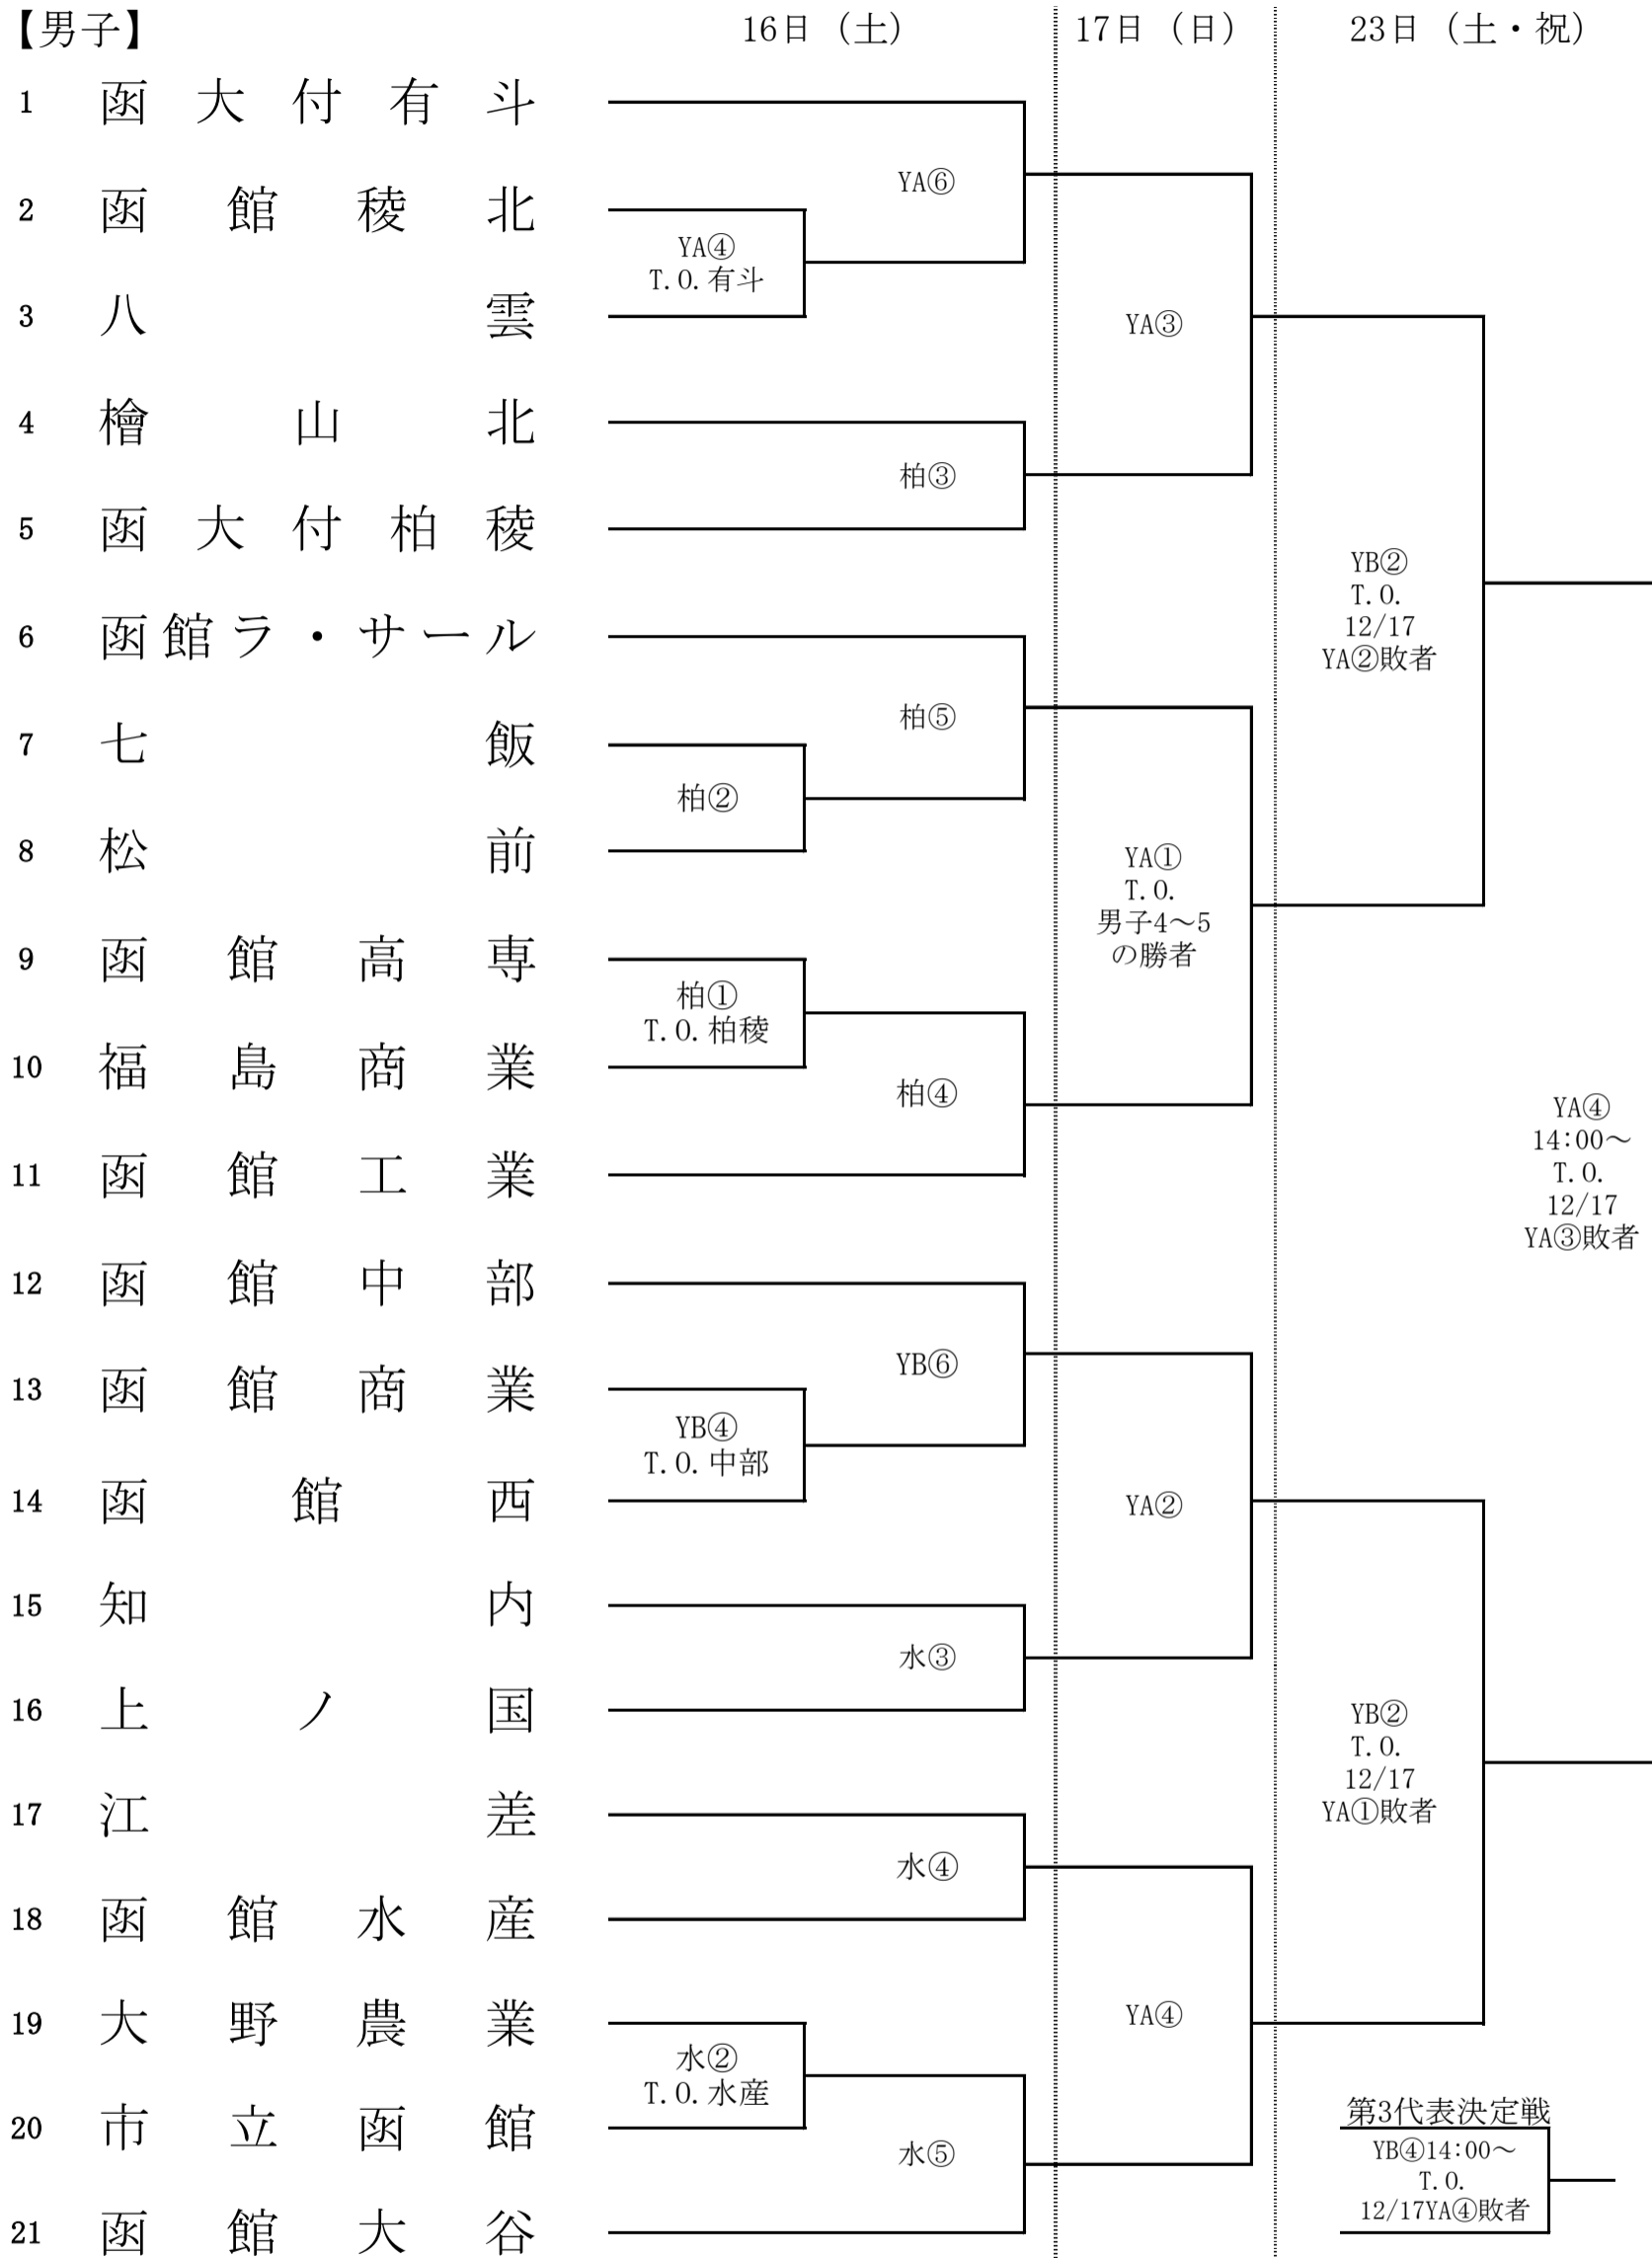 【男子】 16日（土） 17日（日） 23日（土・祝）
1 函大付有斗
YA⑥
2 函館稜北
YA④
T.O.有斗
3 八雲
YA③
4 檜山北
柏③
5 函大付柏稜
YB②
T.O.
12/17
YA②敗者
6 函館ラ・サール
柏⑤
7 七飯
柏②
8 松前
YA①
T.O.
男子4～5
の勝者
9 函館高専
柏①
T.O.柏稜
10 福島商業
柏④
YA④
14:00～
T.O.
12/17
YA③敗者
11 函館工業
12 函館中部
YB⑥
13 函館商業
YB④
T.O.中部
14 函館西
YA②
15 知内
水③
16 上ノ国
YB②
T.O.
12/17
YA①敗者
17 江差
水④
18 函館水産
19 大野農業
YA④
水②
T.O.水産
20 市立函館
水⑤
第3代表決定戦
YB④14:00～
T.O.
12/17YA④敗者
21 函館大谷